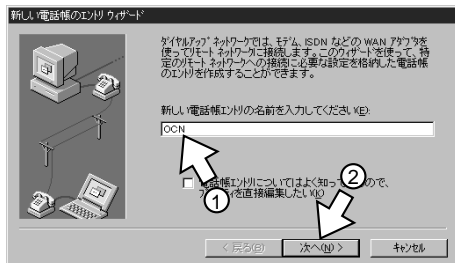 新しい電話帳のエントリ ウィザード
ダイヤルアップ ネットワークでは、モデム、ISDN などの WAN アダプタを
使ってリモート ネットワークに接続します。このウィザードを使って、特
定のリモート ネットワークへの接続に必要な設定を格納した電話帳
のエントリを作成することができます。
新しい電話帳エントリの名前を入力してください(E):
OCN
電話帳エントリについてはよく知って
ので、
を直接編集したい(K)
①
②
< 戻る(B)
次へ(N) >
キャンセル